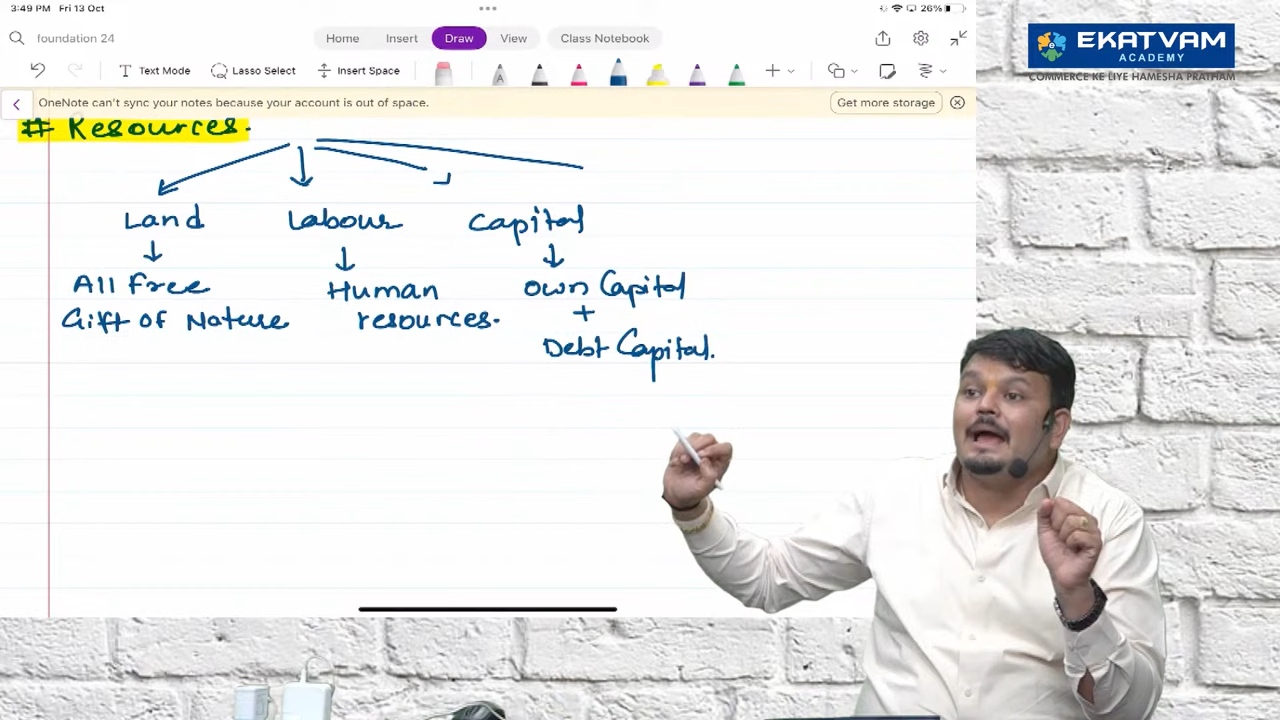 3:49 PM Fri 13 Oct
26%
foundation 24
Home Insert Draw View Class Notebook
Text Mode Lasso Select Insert Space
OneNote can't sync your notes because your account is out of space.
Get more storage
EKATVAM
ACADEMY
COMMERCE KE LIYE HAMESHA PRATHAM
# Resources.
Land Labour Capital
All Free Human own Capital
Gift of Nature resources. +
Debt Capital.